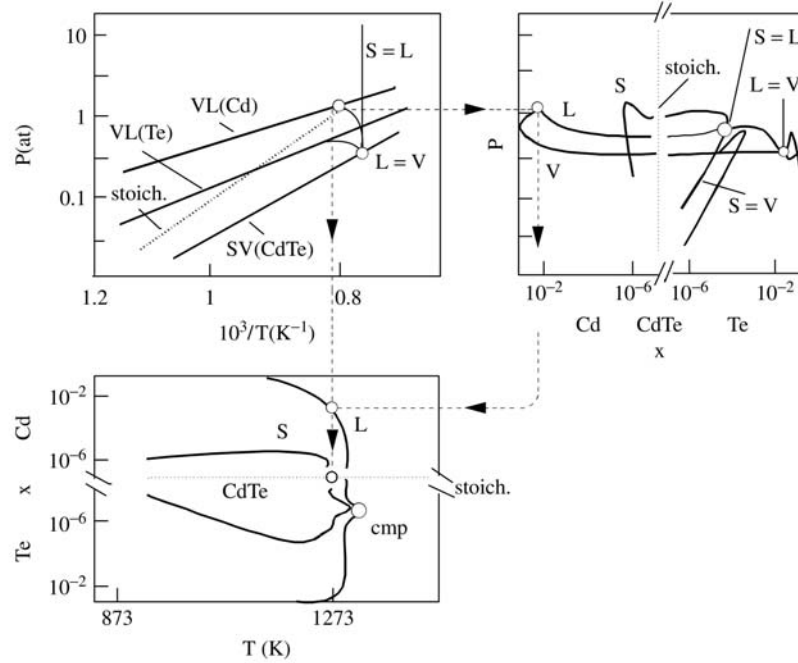 10
1
0.1
P(at)
VL(Cd)
VL(Te)
stoich.
S = L
L = V
SV(CdTe)
1.2
1
0.8
10³/T(K⁻¹)
P
S
stoich.
S = L
L = V
L
V
S = V
10⁻²
10⁻⁶
10⁻⁶
10⁻²
Cd
CdTe
Te
x
Cd
x
Te
10⁻²
10⁻⁶
10⁻⁶
10⁻²
S
L
CdTe
stoich.
cmp
873
1273
T (K)